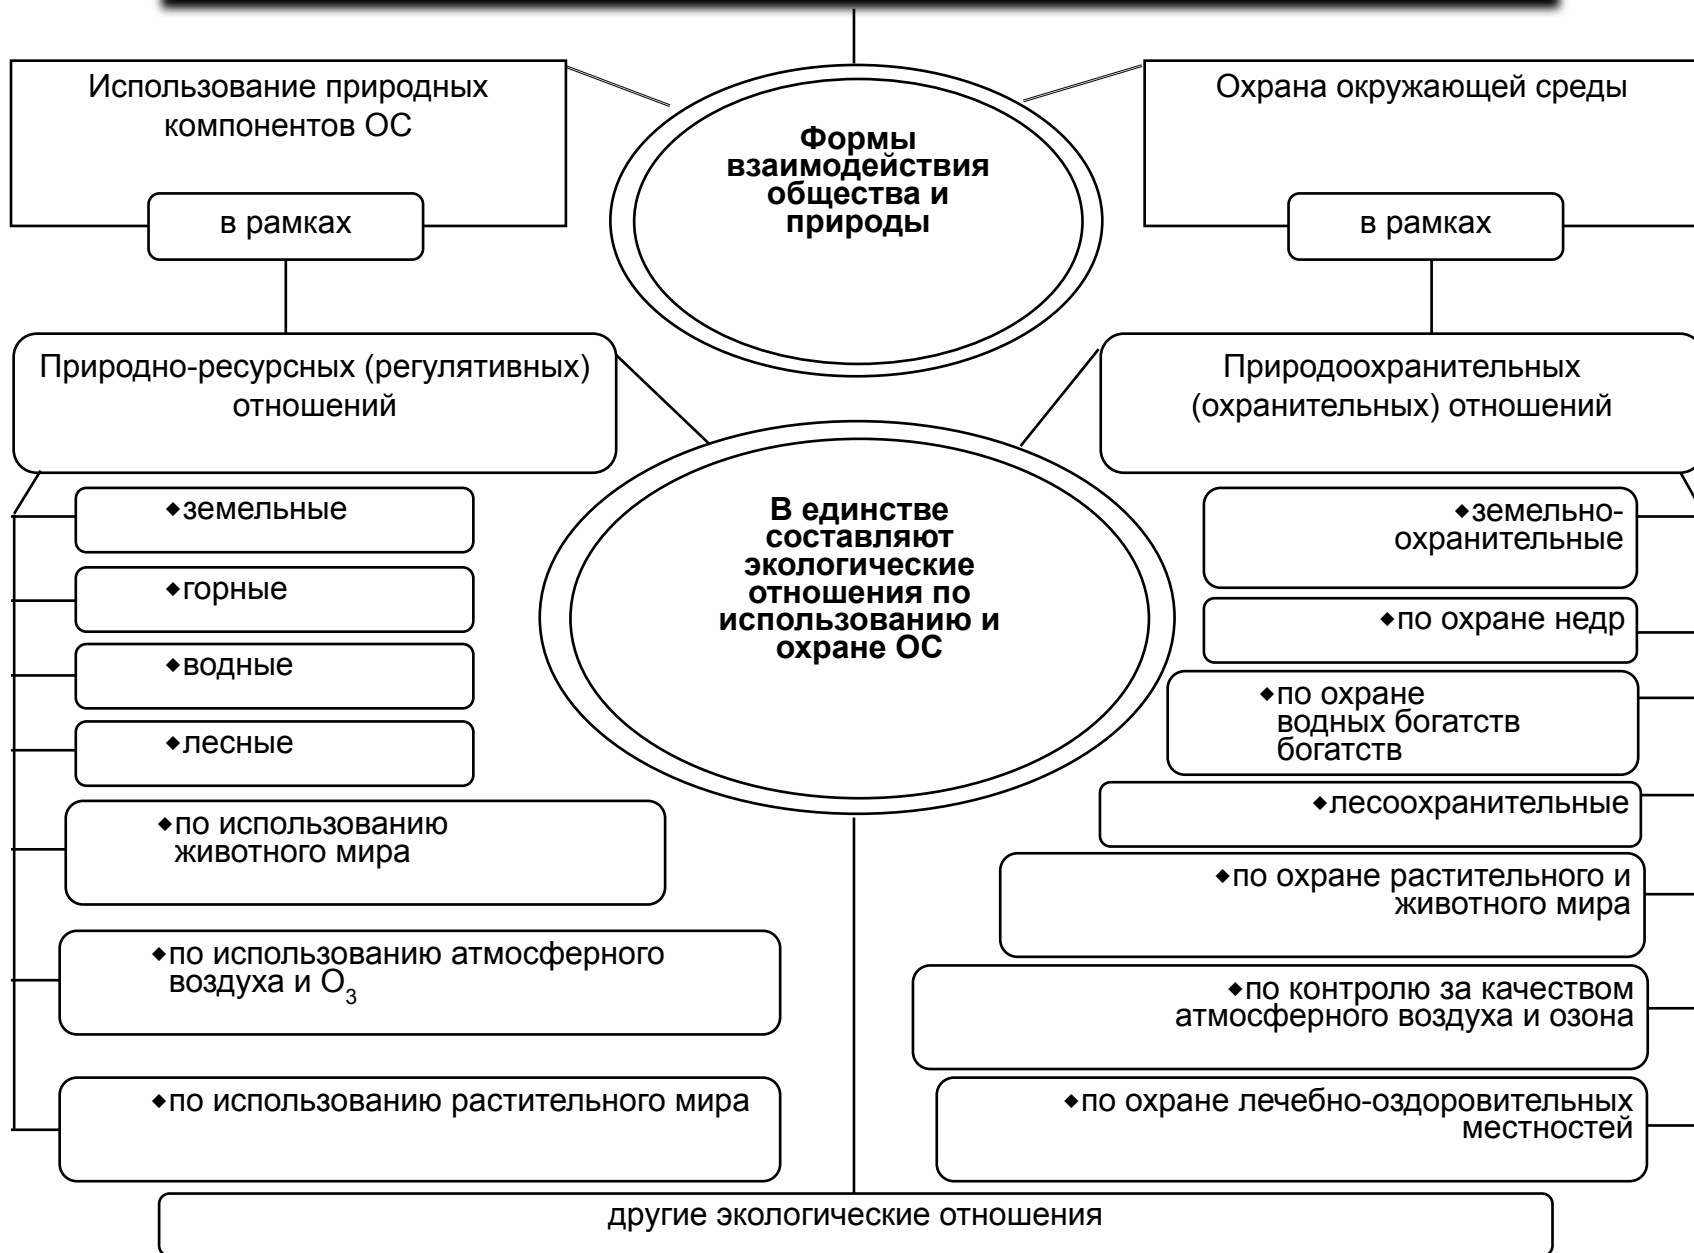 Использование природных
компонентов ОС
в рамках
Формы
взаимодействия
общества и
природы
Охрана окружающей среды
в рамках
Природно-ресурсных (регулятивных)
отношений
Природоохранительных
(охранительных) отношений
В единстве
составляют
экологические
отношения по
использованию и
охране ОС
◆земельные
◆горные
◆водные
◆лесные
◆по использованию
животного мира
◆по использованию атмосферного
воздуха и O₃
◆по использованию растительного мира
◆земельно-
охранительные
◆по охране недр
◆по охране
водных богатств
богатств
◆лесоохранительные
◆по охране растительного и
животного мира
◆по контролю за качеством
атмосферного воздуха и озона
◆по охране лечебно-оздоровительных
местностей
другие экологические отношения